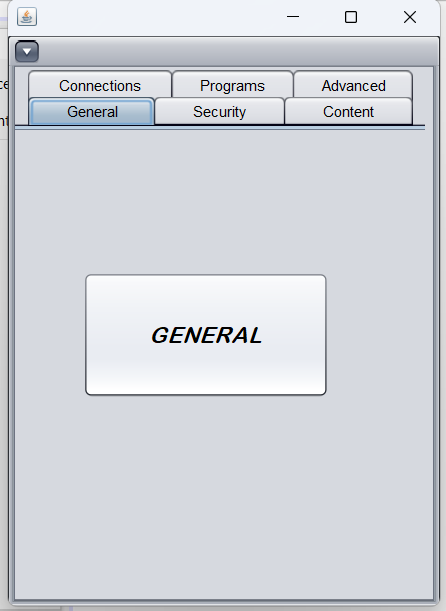 Connections Programs Advanced
General Security Content
GENERAL